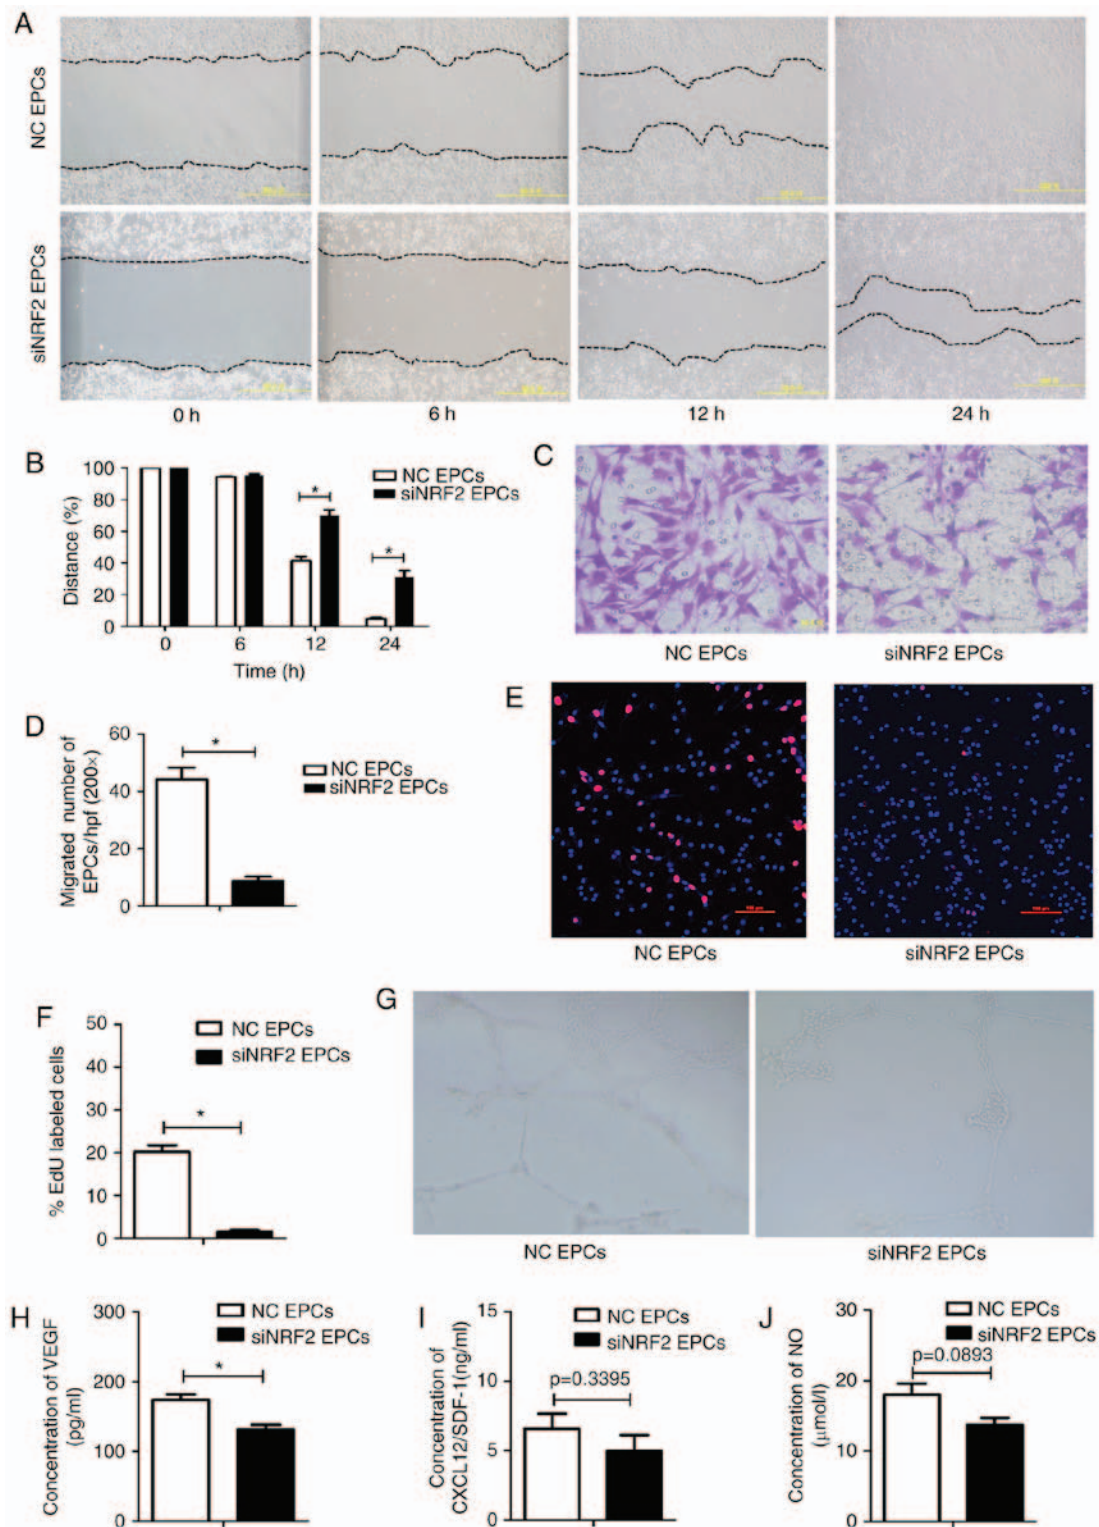 A
NC EPCs
siNRF2 EPCs
0 h
6 h
12 h
24 h
B
Distance (%)
100
80
60
40
20
0
0
6
12
24
Time (h)
NC EPCs
siNRF2 EPCs
*
*
C
NC EPCs
siNRF2 EPCs
D
Migrated number of
EPCs/hpf (200×)
60
40
20
0
*
NC EPCs
siNRF2 EPCs
E
NC EPCs
siNRF2 EPCs
F
% EdU labeled cells
50
40
30
20
10
0
NC EPCs
siNRF2 EPCs
*
G
NC EPCs
siNRF2 EPCs
H
Concentration of VEGF
(pg/ml)
300
200
100
0
NC EPCs
siNRF2 EPCs
*
I
Concentration of
CXCL12/SDF-1(ng/ml)
15
10
5
0
NC EPCs
siNRF2 EPCs
p=0.3395
J
Concentration of NO
(μmol/l)
30
20
10
0
NC EPCs
siNRF2 EPCs
p=0.0893